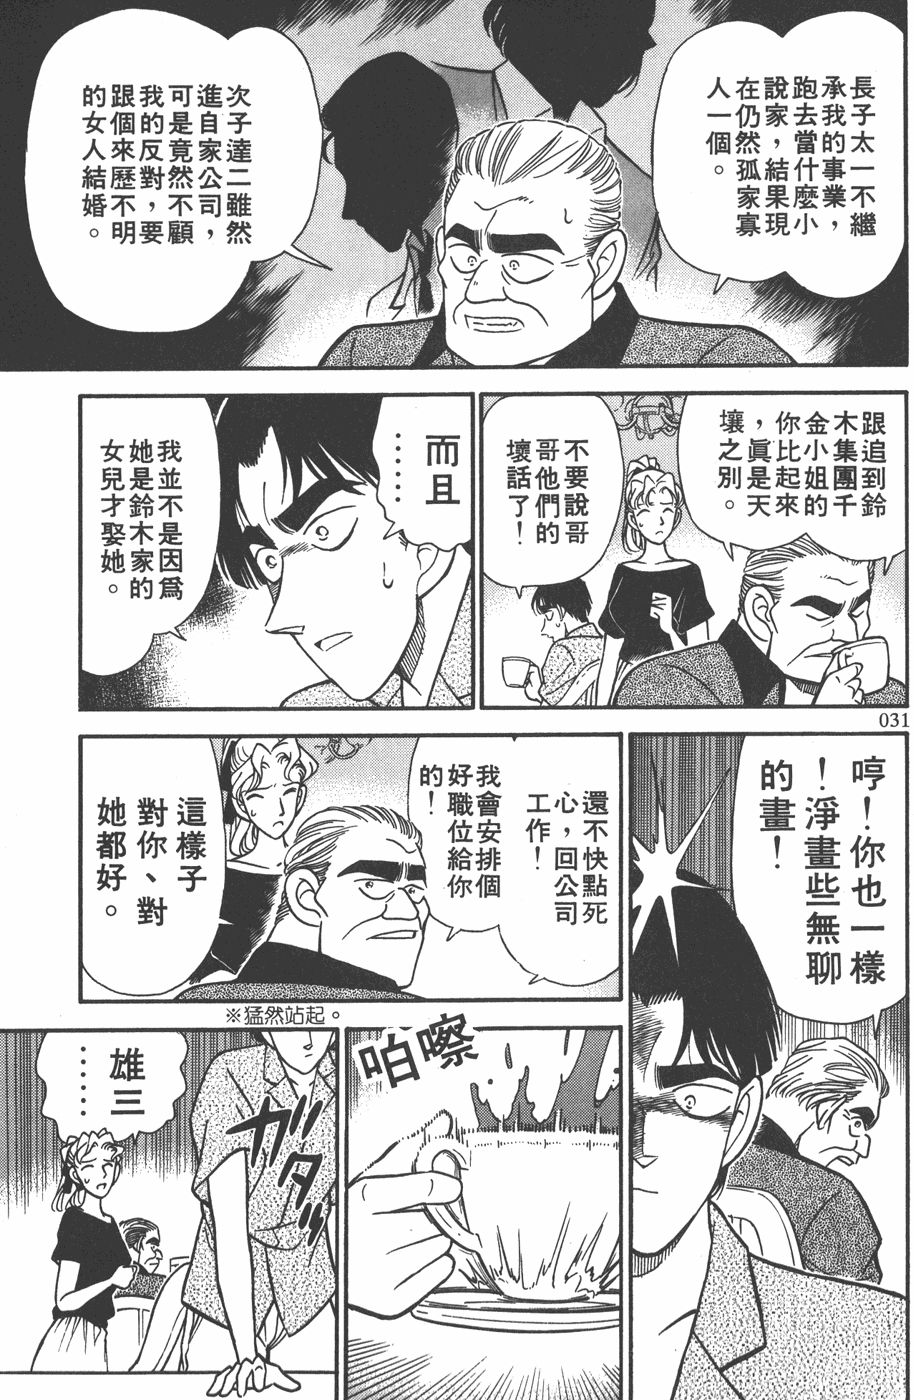 長子太一不繼
承我的事業，
跑去當什麼小
說家，結果現
在仍然孤家寡
人一個。
次子達二雖然
進自家公司，
可是竟然不顧
我的反對，要
跟個來歷不明
的女人結婚。
跟追到鈴
木集團千
金小姐的
你比起來
，真是天
壤之別。
不要說哥
哥他們的
壞話了！
而且
……
我並不是因爲
她是鈴木家的
女兒才娶她。
031
哼！你也一樣
！淨畫些無聊
的畫！
還不快點死
心，回公司
工作！
我會安排個
好職位給你
的！
這樣子
對你、對
她都好。
※猛然站起。
咱嚓
ガタッ
雄三
……